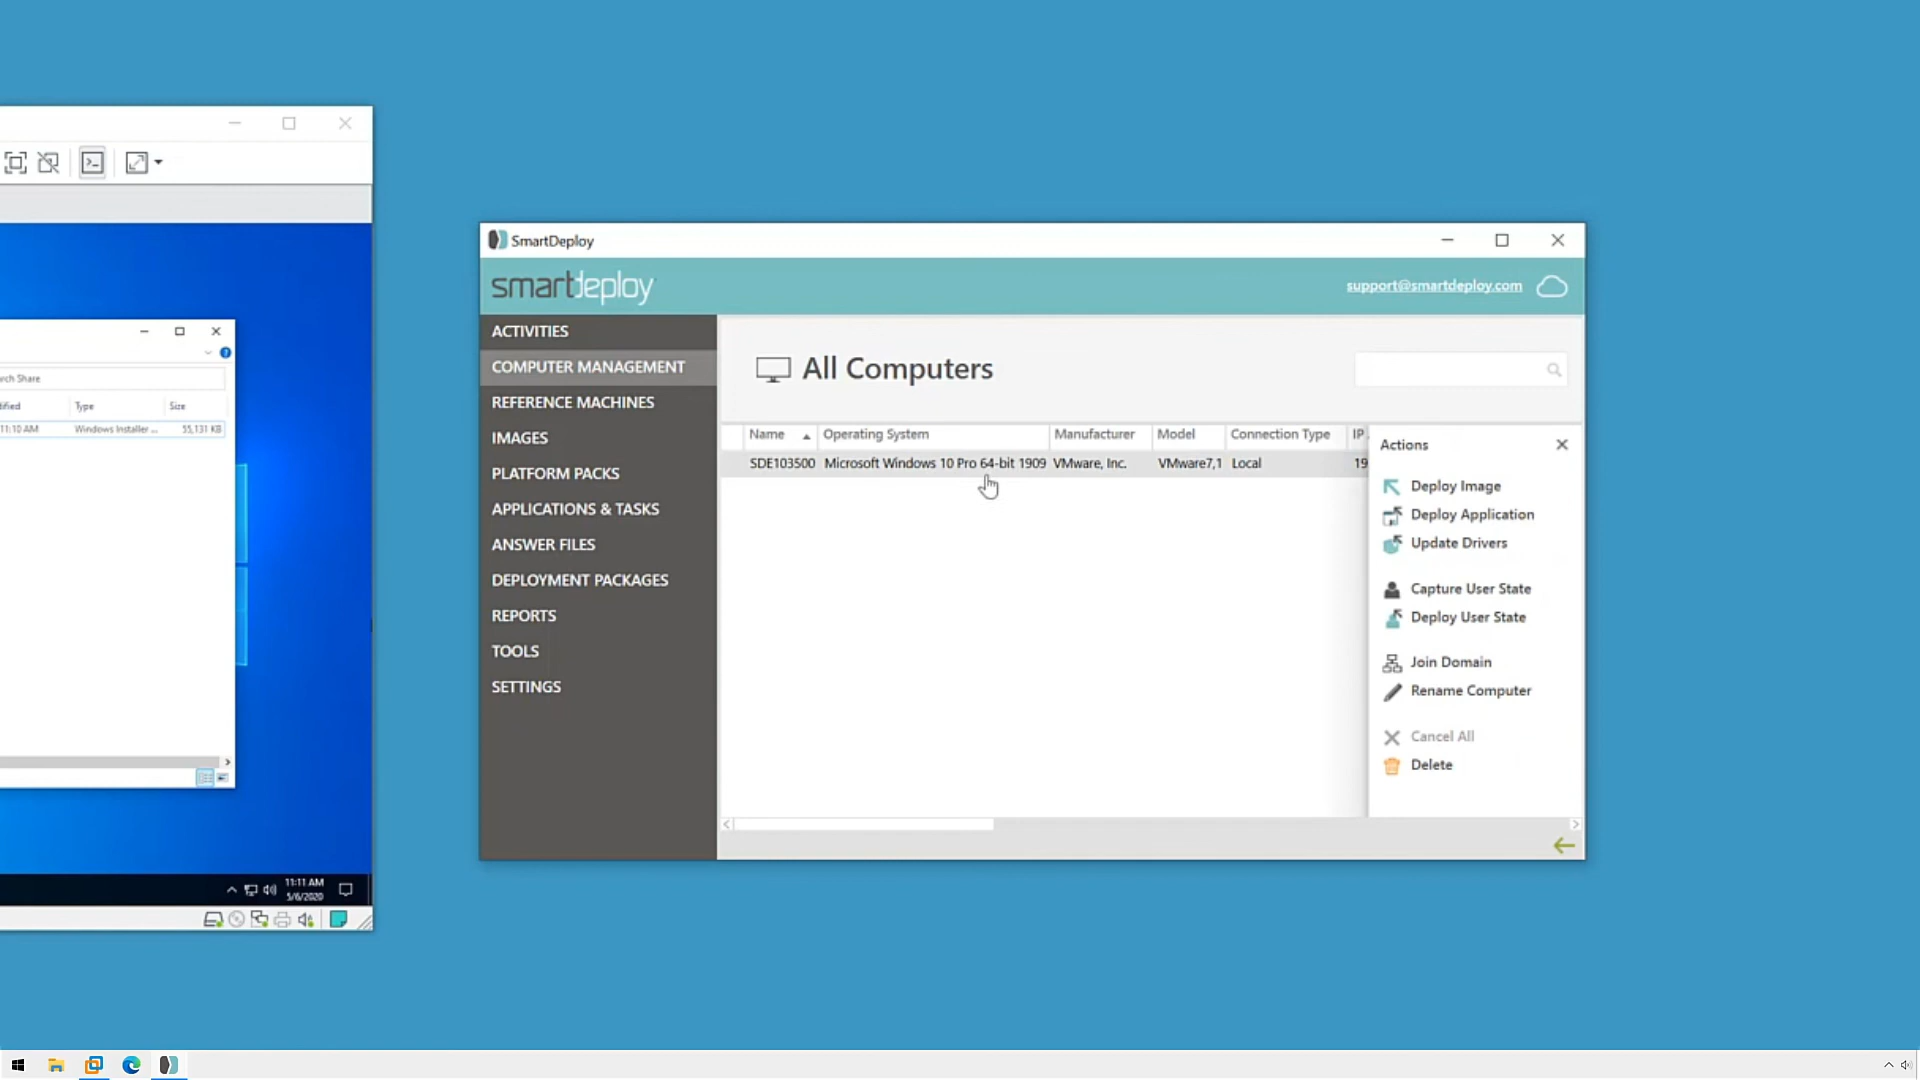 rch Share
ified Type Size
11:10 AM Windows Installer ... 55,131 KB
11:11 AM
5/6/2020
SmartDeploy
smartdeploy
support@smartdeploy.com
ACTIVITIES
COMPUTER MANAGEMENT
REFERENCE MACHINES
IMAGES
PLATFORM PACKS
APPLICATIONS & TASKS
ANSWER FILES
DEPLOYMENT PACKAGES
REPORTS
TOOLS
SETTINGS
All Computers
Name Operating System Manufacturer Model Connection Type IP
SDE103500 Microsoft Windows 10 Pro 64-bit 1909 VMware, Inc. VMware7,1 Local 19
Actions
Deploy Image
Deploy Application
Update Drivers
Capture User State
Deploy User State
Join Domain
Rename Computer
Cancel All
Delete